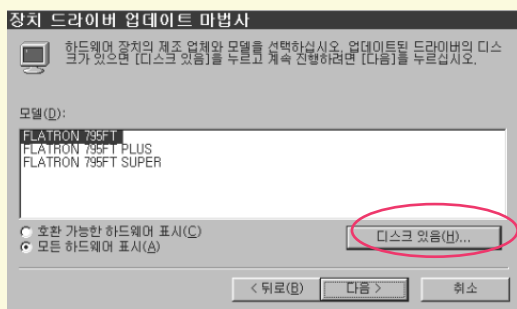 장치 드라이버 업데이트 마법사
하드웨어 장치의 제조 업체와 모델을 선택하십시오. 업데이트된 드라이버의 디스
크가 있으면 [디스크 있음]을 누르고 계속 진행하려면 [다음]을 누르십시오.
모델(D):
FLATRON 795FT
FLATRON 795FT PLUS
FLATRON 795FT SUPER
호환 가능한 하드웨어 표시(C)
모든 하드웨어 표시(A)
디스크 있음(H)...
< 뒤로(B) 다음 > 취소